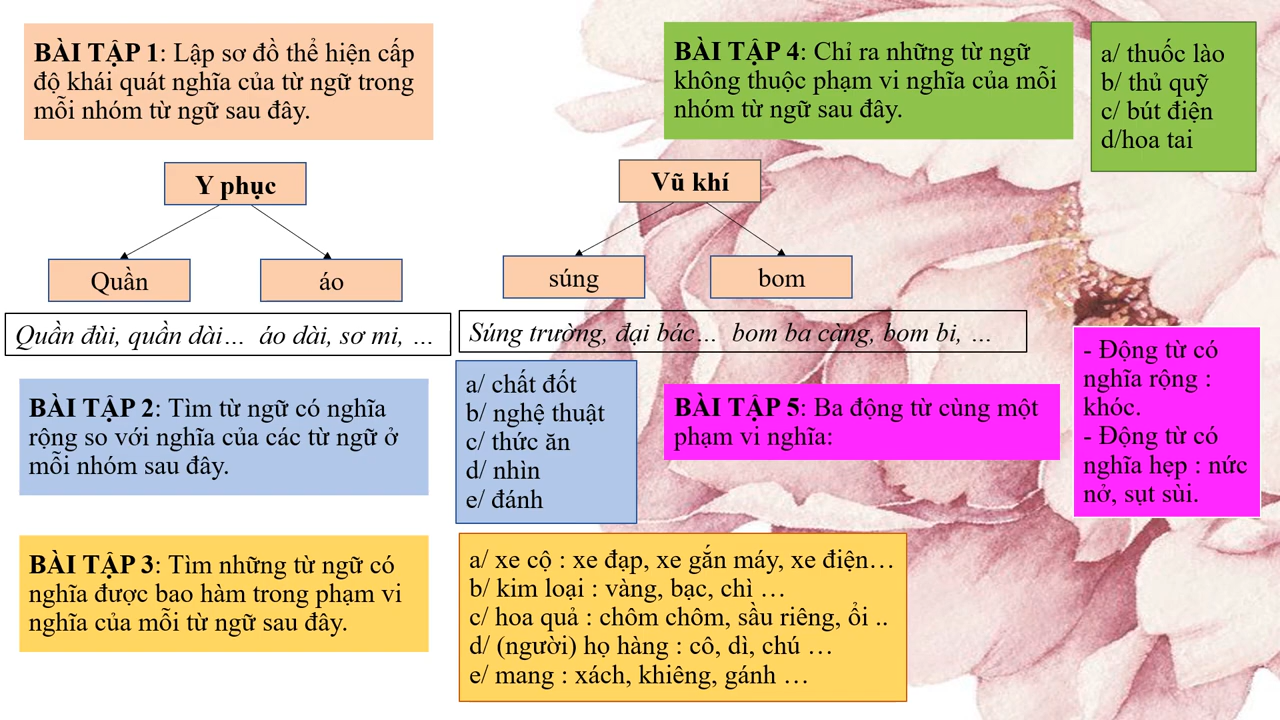 BÀI TẬP 1: Lập sơ đồ thể hiện cấp
độ khái quát nghĩa của từ ngữ trong
mỗi nhóm từ ngữ sau đây.
Y phục
Quần
áo
Quần đùi, quần dài… áo dài, sơ mi, …
Vũ khí
súng
bom
Súng trường, đại bác… bom ba càng, bom bi, …
BÀI TẬP 2: Tìm từ ngữ có nghĩa
rộng so với nghĩa của các từ ngữ ở
mỗi nhóm sau đây.
a/ chất đốt
b/ nghệ thuật
c/ thức ăn
d/ nhìn
e/ đánh
BÀI TẬP 3: Tìm những từ ngữ có
nghĩa được bao hàm trong phạm vi
nghĩa của mỗi từ ngữ sau đây.
a/ xe cộ : xe đạp, xe gắn máy, xe điện…
b/ kim loại : vàng, bạc, chì …
c/ hoa quả : chôm chôm, sầu riêng, ổi ..
d/ (người) họ hàng : cô, dì, chú …
e/ mang : xách, khiêng, gánh …
BÀI TẬP 4: Chỉ ra những từ ngữ
không thuộc phạm vi nghĩa của mỗi
nhóm từ ngữ sau đây.
a/ thuốc lào
b/ thủ quỹ
c/ bút điện
d/hoa tai
BÀI TẬP 5: Ba động từ cùng một
phạm vi nghĩa:
- Động từ có
nghĩa rộng :
khóc.
- Động từ có
nghĩa hẹp : nức
nở, sụt sùi.